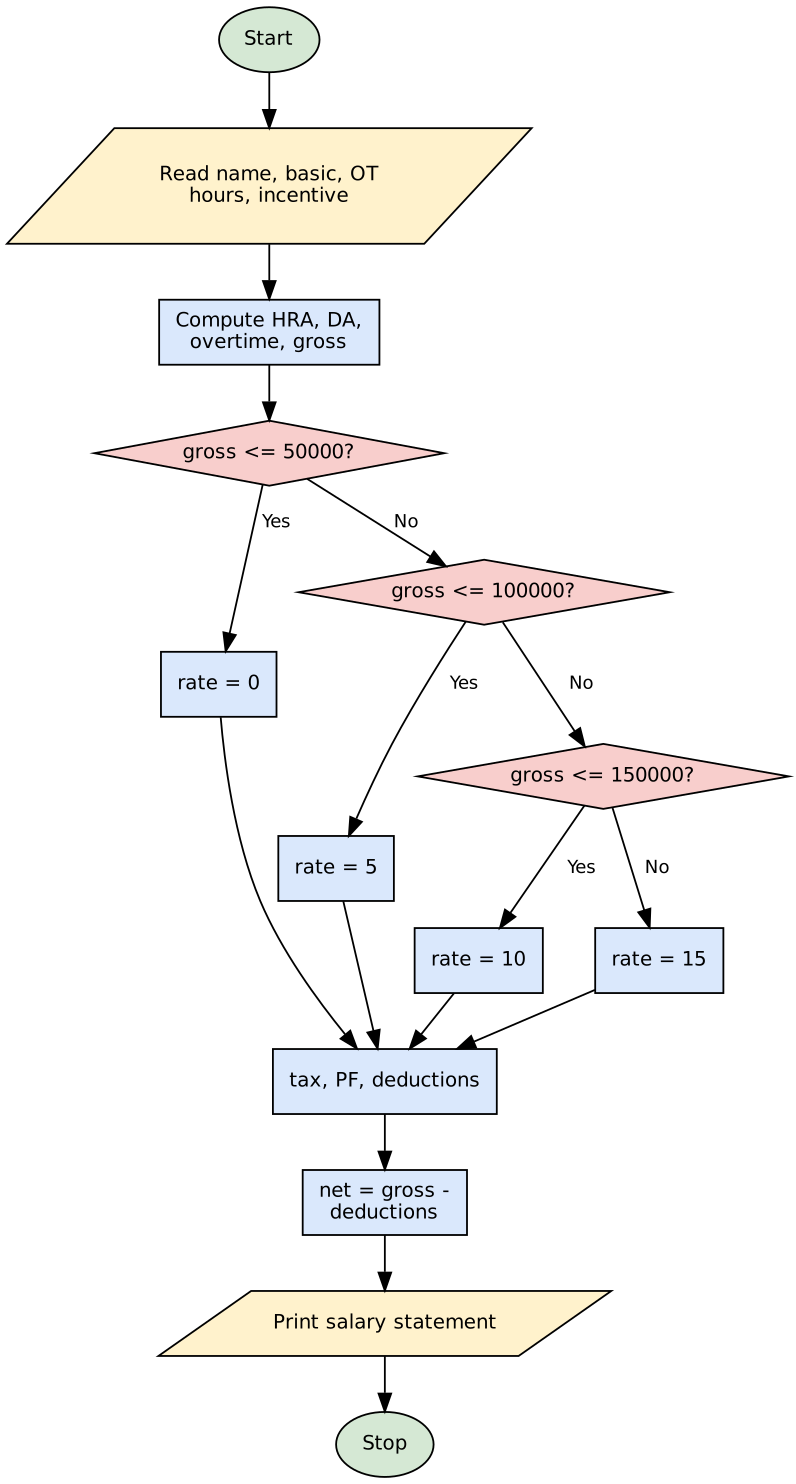 Start
Read name, basic, OT
hours, incentive
Compute HRA, DA,
overtime, gross
gross <= 50000?
Yes
No
gross <= 100000?
rate = 0
Yes
No
gross <= 150000?
rate = 5
Yes
No
rate = 10
rate = 15
tax, PF, deductions
net = gross -
deductions
Print salary statement
Stop